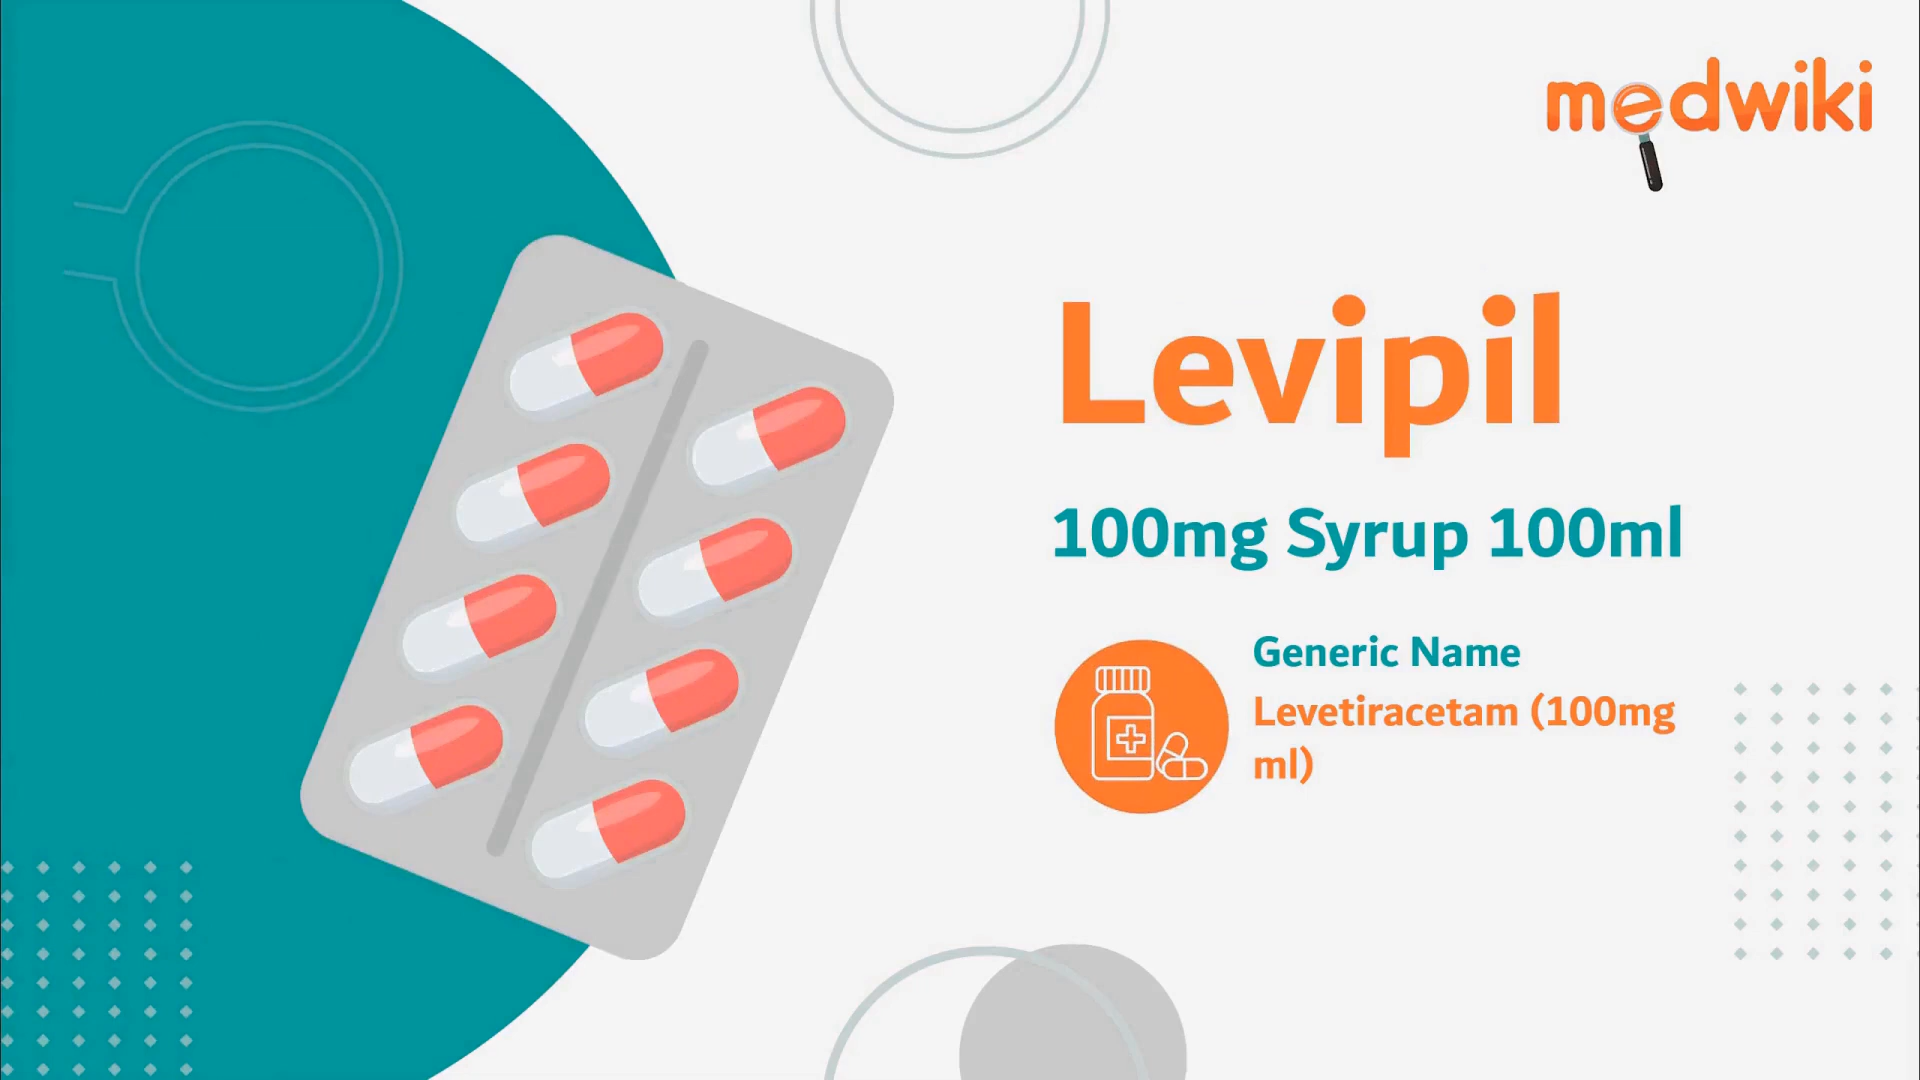 medwiki
Levipil
100mg Syrup 100ml
Generic Name
Levetiracetam (100mg
ml)